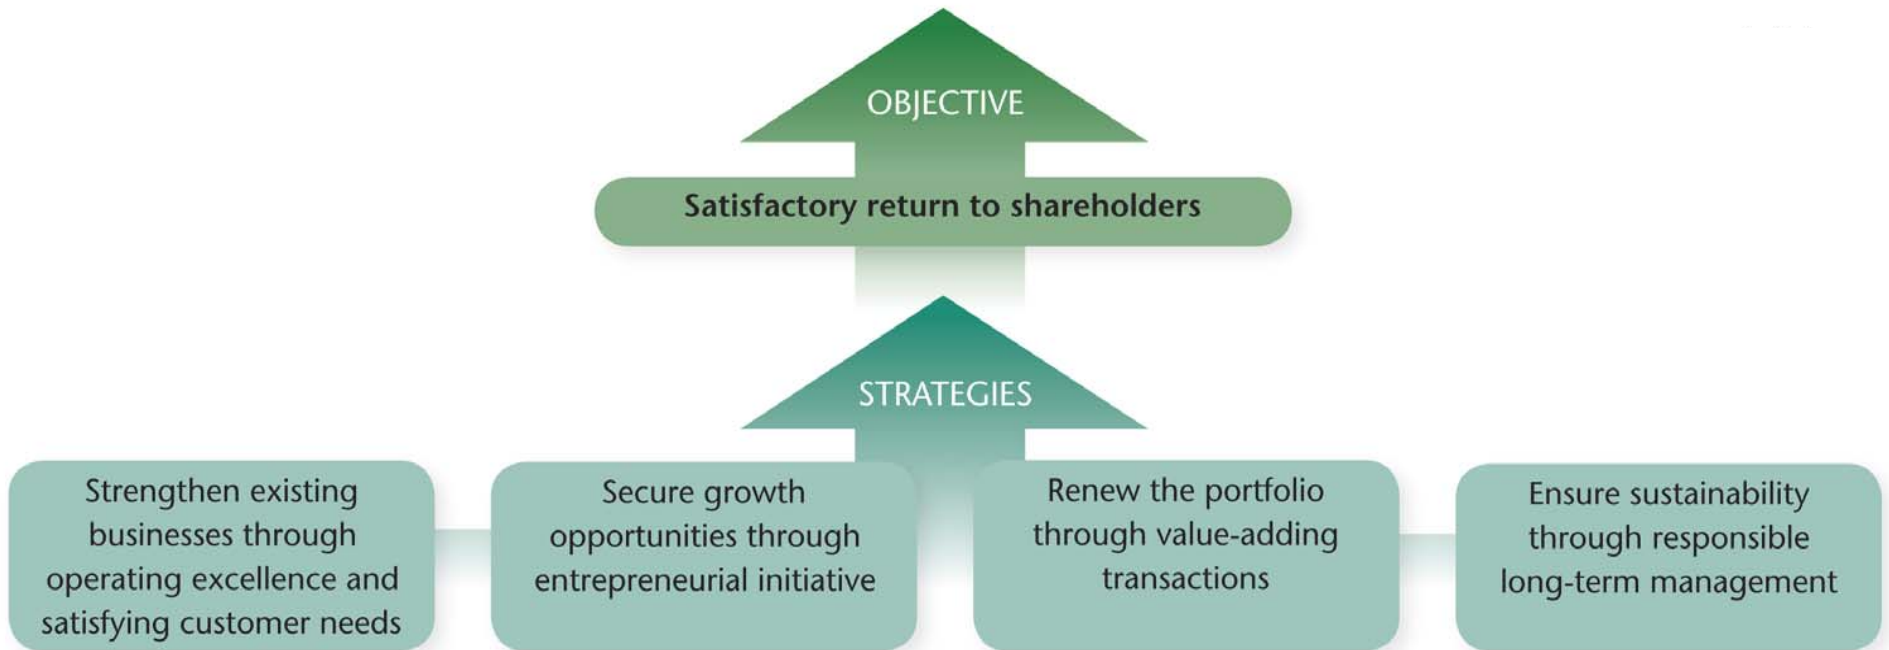 OBJECTIVE
Satisfactory return to shareholders
STRATEGIES
Strengthen existing
businesses through
operating excellence and
satisfying customer needs
Secure growth
opportunities through
entrepreneurial initiative
Renew the portfolio
through value-adding
transactions
Ensure sustainability
through responsible
long-term management